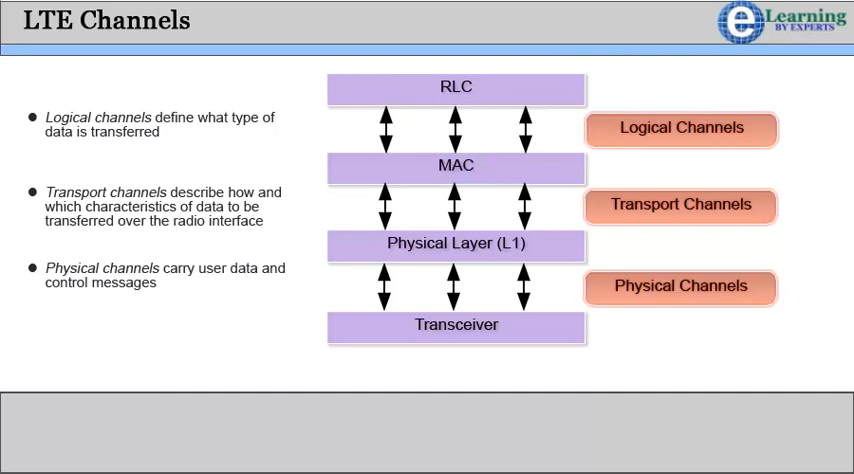 LTE Channels
eLearning
BY EXPERTS
● Logical channels define what type of
data is transferred
● Transport channels describe how and
which characteristics of data to be
transferred over the radio interface
● Physical channels carry user data and
control messages
RLC
Logical Channels
MAC
Transport Channels
Physical Layer (L1)
Physical Channels
Transceiver